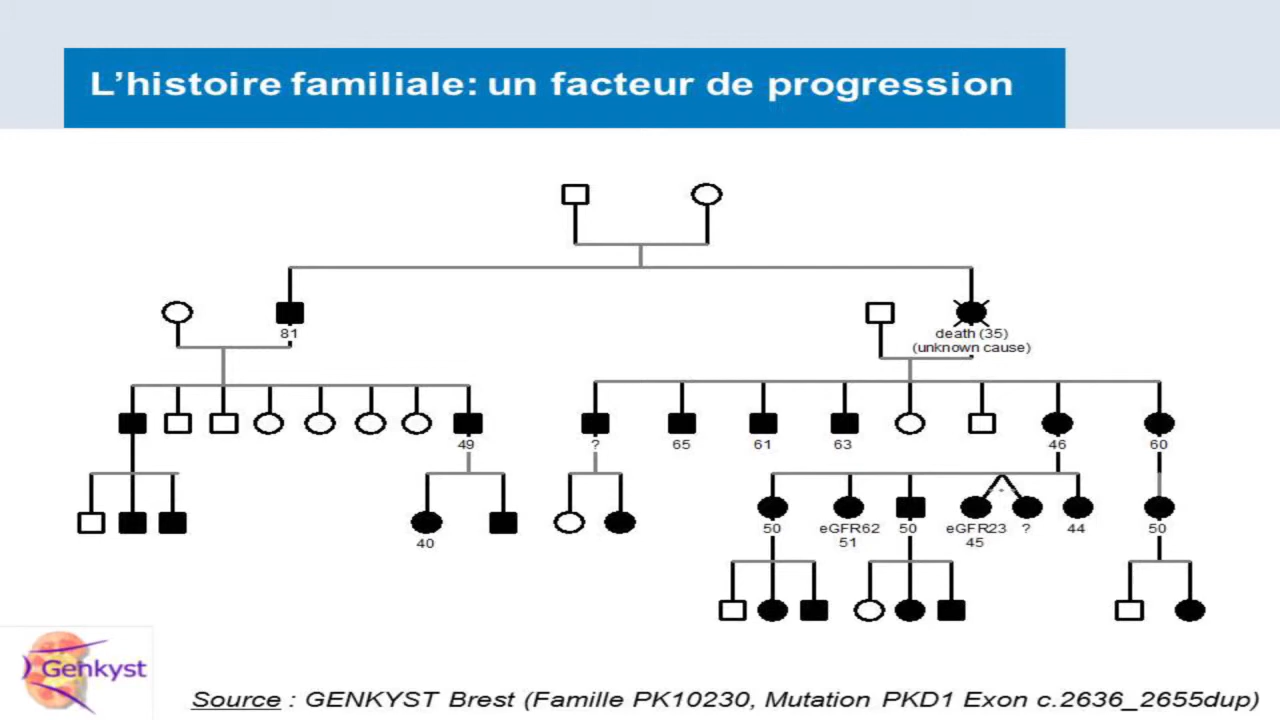 L’histoire familiale: un facteur de progression
81
death (35)
(unknown cause)
49
?
65
61
63
46
60
40
50
eGFR62
51
50
eGFR23
45
?
44
50
Genkyst
Source : GENKYST Brest (Famille PK10230, Mutation PKD1 Exon c.2636_2655dup)